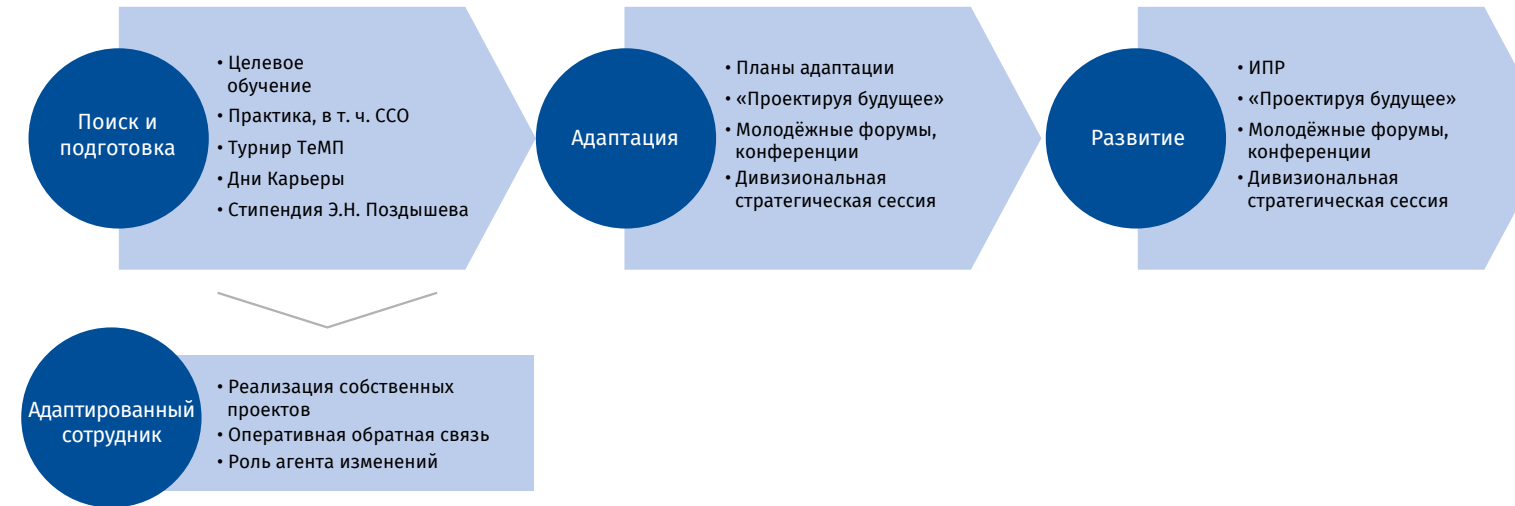 Поиск и
подготовка
• Целевое
обучение
• Практика, в т. ч. ССО
• Турнир ТеМП
• Дни Карьеры
• Стипендия Э.Н. Поздышева
Адаптация
• Планы адаптации
• «Проектируя будущее»
• Молодёжные форумы,
конференции
• Дивизиональная
стратегическая сессия
Развитие
• ИПР
• «Проектируя будущее»
• Молодёжные форумы,
конференции
• Дивизиональная
стратегическая сессия
Адаптированный
сотрудник
• Реализация собственных
проектов
• Оперативная обратная связь
• Роль агента изменений